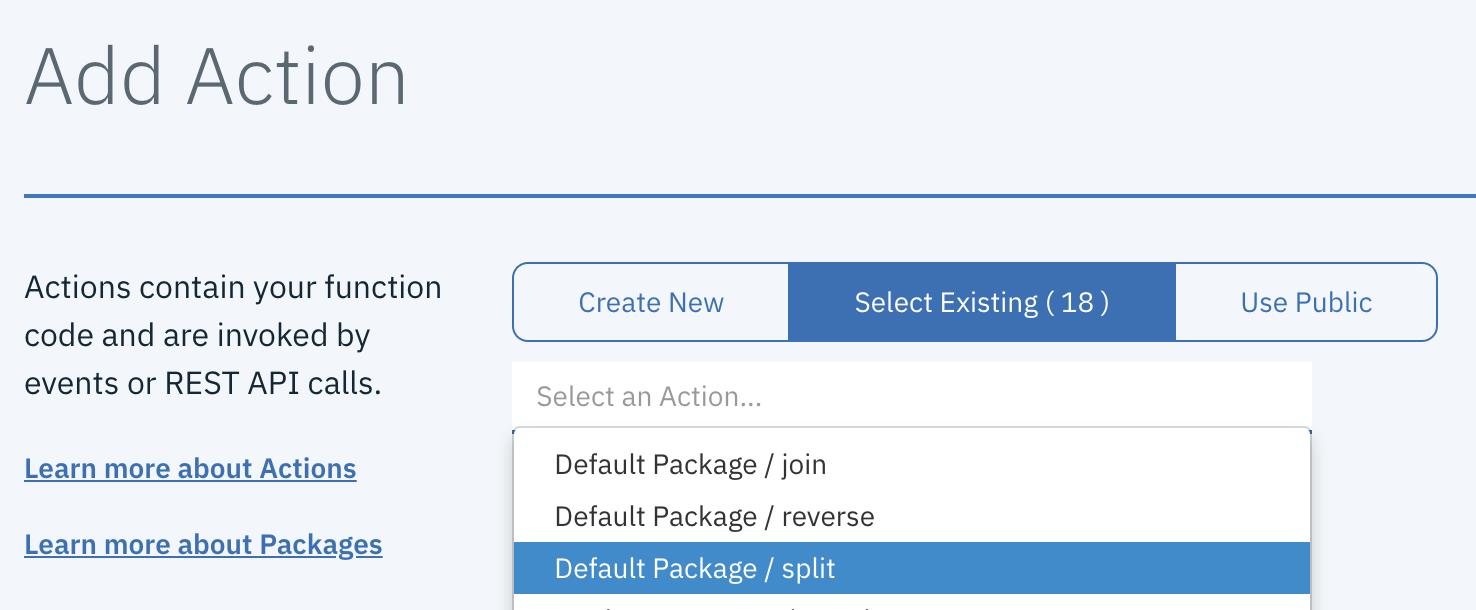 Add Action
Actions contain your function
code and are invoked by
events or REST API calls.
Learn more about Actions
Learn more about Packages
Create New
Select Existing ( 18 )
Use Public
Select an Action...
Default Package / join
Default Package / reverse
Default Package / split